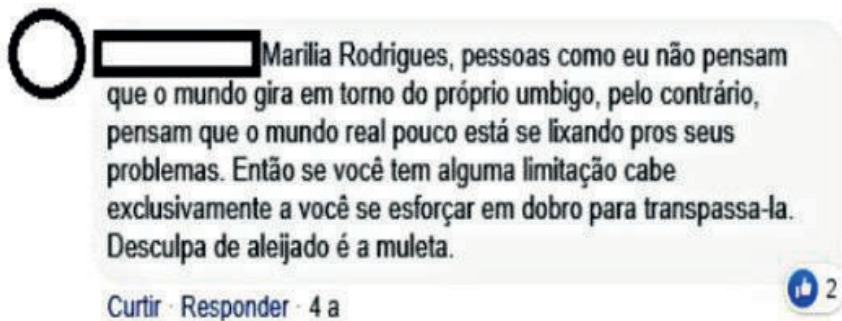 Marilia Rodrigues, pessoas como eu não pensam
que o mundo gira em torno do próprio umbigo, pelo contrário,
pensam que o mundo real pouco está se lixando pros seus
problemas. Então se você tem alguma limitação cabe
exclusivamente a você se esforçar em dobro para transpassa-la.
Desculpa de aleijado é a muleta.
2
Curtir · Responder · 4 a